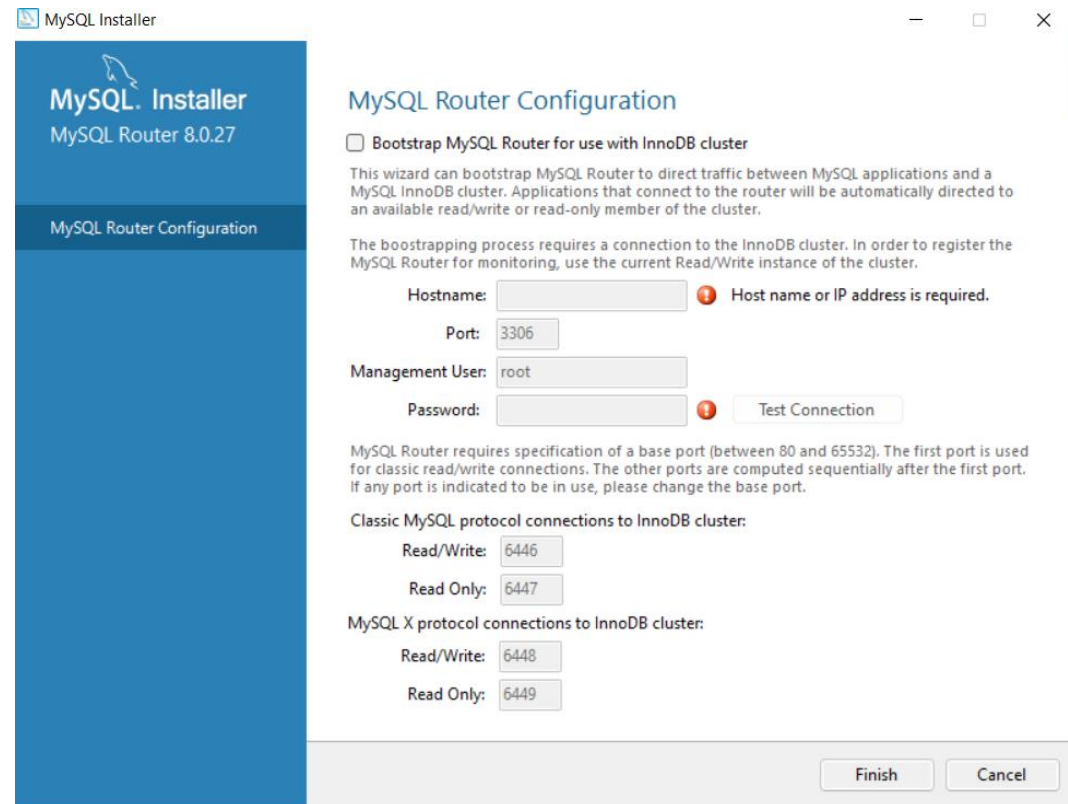 MySQL Installer
MySQL. Installer
MySQL Router 8.0.27
MySQL Router Configuration
MySQL Router Configuration
Bootstrap MySQL Router for use with InnoDB cluster
This wizard can bootstrap MySQL Router to direct traffic between MySQL applications and a
MySQL InnoDB cluster. Applications that connect to the router will be automatically directed to
an available read/write or read-only member of the cluster.
The boostrapping process requires a connection to the InnoDB cluster. In order to register the
MySQL Router for monitoring, use the current Read/Write instance of the cluster.
Hostname: Host name or IP address is required.
Port: 3306
Management User: root
Password: Test Connection
MySQL Router requires specification of a base port (between 80 and 65532). The first port is used
for classic read/write connections. The other ports are computed sequentially after the first port.
If any port is indicated to be in use, please change the base port.
Classic MySQL protocol connections to InnoDB cluster:
Read/Write: 6446
Read Only: 6447
MySQL X protocol connections to InnoDB cluster:
Read/Write: 6448
Read Only: 6449
Finish Cancel